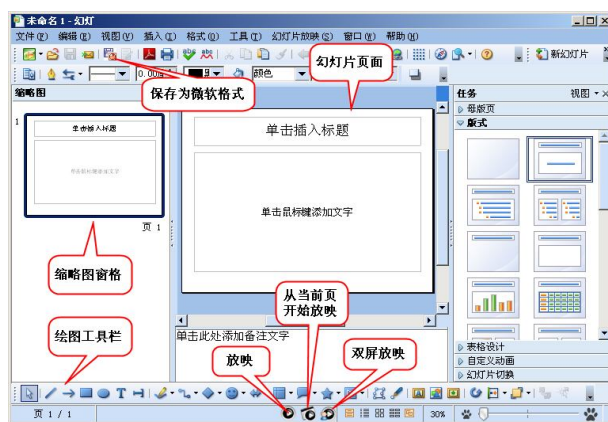 未命名 1 - 幻灯
文件(F) 编辑(E) 视图(V) 插入(I) 格式(O) 工具(T) 幻灯片放映(S) 窗口(W) 帮助(H)
新幻灯片
0.00
颜色
幻灯片页面
保存为微软格式
缩略图
任务
视图
母版页
版式
1
单击插入标题
单击鼠标键添加文字
页 1
单击插入标题
单击鼠标键添加文字
缩略图窗格
从当前页
开始放映
绘图工具栏
单击此处添加备注文字
放映
双屏放映
表格设计
自定义动画
幻灯片切换
页 1 / 1
30%